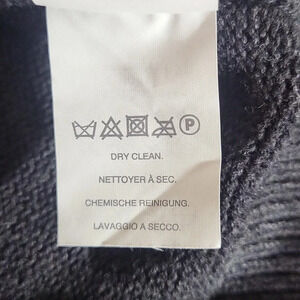 P
DRY CLEAN.
NETTOYER À SEC.
CHEMISCHE REINIGUNG.
LAVAGGIO A SECCO.